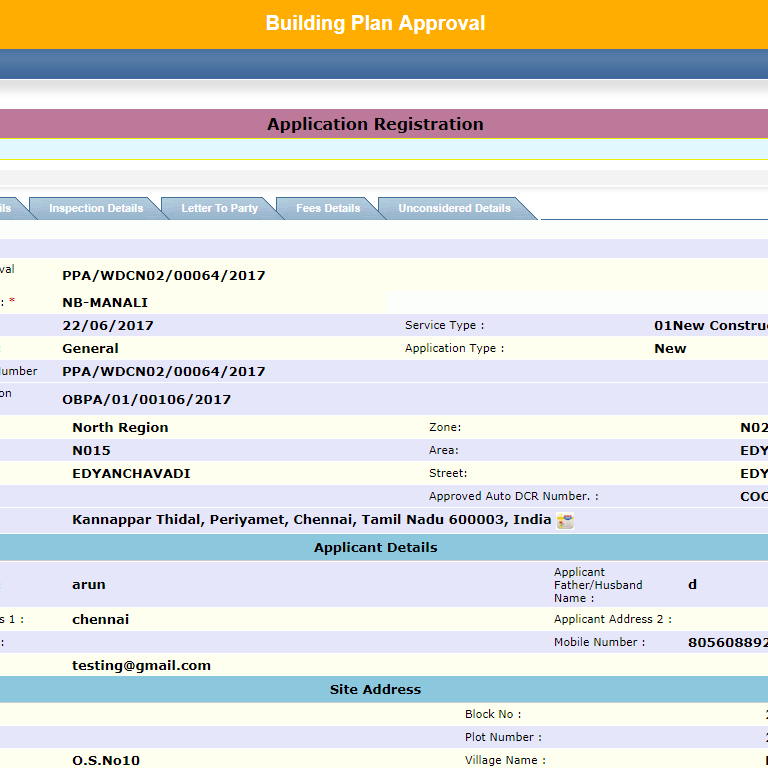 Building Plan Approval
Application Registration
ils Inspection Details Letter To Party Fees Details Unconsidered Details
val PPA/WDCN02/00064/2017
: * NB-MANALI
22/06/2017 Service Type : 01New Constru
: General Application Type : New
umber PPA/WDCN02/00064/2017
on OBPA/01/00106/2017
North Region Zone: N02
N015 Area: EDY
EDYANCHAVADI Street: EDY
Approved Auto DCR Number. : COC
Kannappar Thidal, Periyamet, Chennai, Tamil Nadu 600003, India
Applicant Details
: arun Applicant Father/Husband Name : d
s 1 : chennai Applicant Address 2 :
: Mobile Number : 805608892
testing@gmail.com
Site Address
Block No :
Plot Number :
O.S.No10 Village Name :